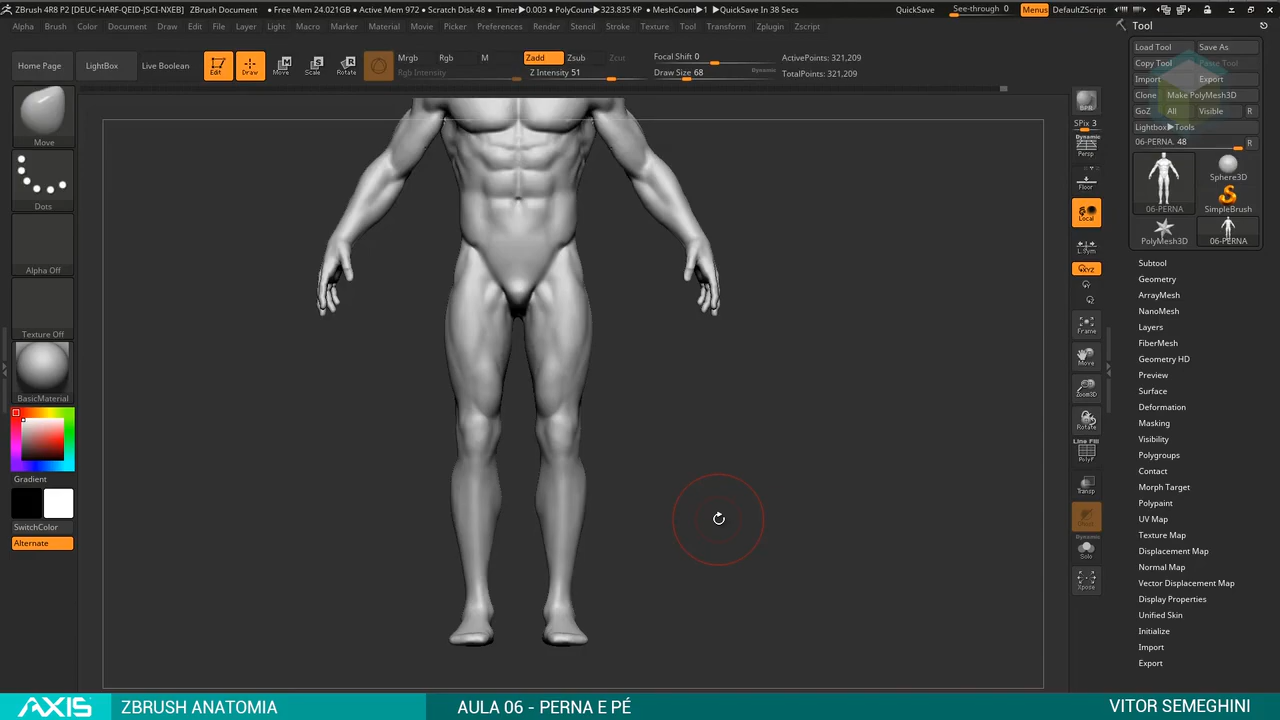 ZBrush 4R8 P2 [DEUC-HARF-QEID-JSCI-NXEB] ZBrush Document • Free Mem 24.021GB • Active Mem 972 • Scratch Disk 48 • Timer▶0.003 • PolyCount▶323.835 KP • MeshCount▶1 ▶QuickSave In 38 Secs QuickSave See-through 0 Menus DefaultZScript
Alpha Brush Color Document Draw Edit File Layer Light Macro Marker Material Movie Picker Preferences Render Stencil Stroke Texture Tool Transform Zplugin Zscript
Home Page LightBox Live Boolean Edit Draw Move Scale Rotate
Mrgb Rgb M Zadd Zsub Zcut Focal Shift 0 ActivePoints: 321,209
Rgb Intensity Z Intensity 51 Draw Size 68 Dynamic TotalPoints: 321,209
Move
Dots
Alpha Off
Texture Off
BasicMaterial
Gradient
SwitchColor
Alternate
BPR
SPix 3
Dynamic
Persp
Floor
Local
L.Sym
XYZ
Frame
Move
Zoom3D
Rotate
Line Fill
PolyF
Transp
Ghost
Dynamic
Solo
Xpose
Tool
Load Tool Save As
Copy Tool Paste Tool
Import Export
Clone Make PolyMesh3D
GoZ All Visible R
Lightbox▶Tools
06-PERNA. 48 R
06-PERNA Sphere3D
SimpleBrush
PolyMesh3D 06-PERNA
Subtool
Geometry
ArrayMesh
NanoMesh
Layers
FiberMesh
Geometry HD
Preview
Surface
Deformation
Masking
Visibility
Polygroups
Contact
Morph Target
Polypaint
UV Map
Texture Map
Displacement Map
Normal Map
Vector Displacement Map
Display Properties
Unified Skin
Initialize
Import
Export
AXIS ZBRUSH ANATOMIA AULA 06 - PERNA E PÉ VITOR SEMEGHINI